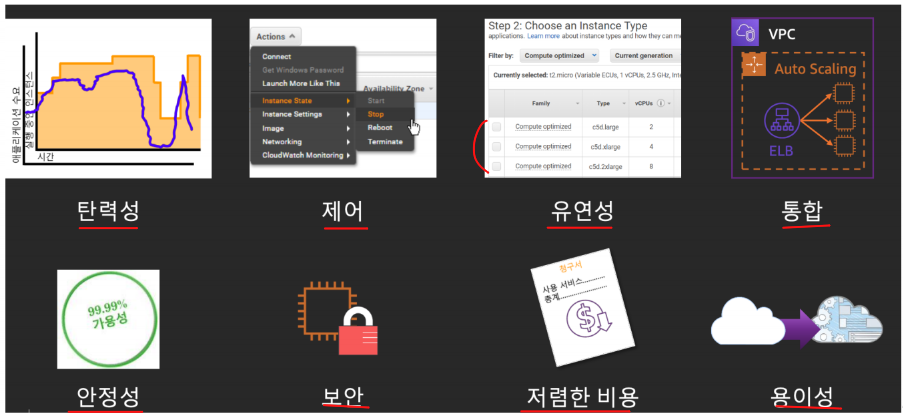 애플리케이션 수요
실행 중인 인스턴스
시간
탄력성
Actions
Connect
Get Windows Password
Launch More Like This
Instance State
Instance Settings
Image
Networking
CloudWatch Monitoring
Availability Zone
Start
Stop
Reboot
Terminate
제어
Step 2: Choose an Instance Type
applications. Learn more about instance types and how they can me
Filter by: Compute optimized Current generation
Currently selected: t2.micro (Variable ECUs, 1 vCPUs, 2.5 GHz, Inte
Family Type vCPUs
Compute optimized c5d.large 2
Compute optimized c5d.xlarge 4
Compute optimized c5d.2xlarge 8
유연성
VPC
Auto Scaling
ELB
통합
99.99%
가용성
안정성
보안
청구서
사용 서비스............
총계......................
저렴한 비용
용이성